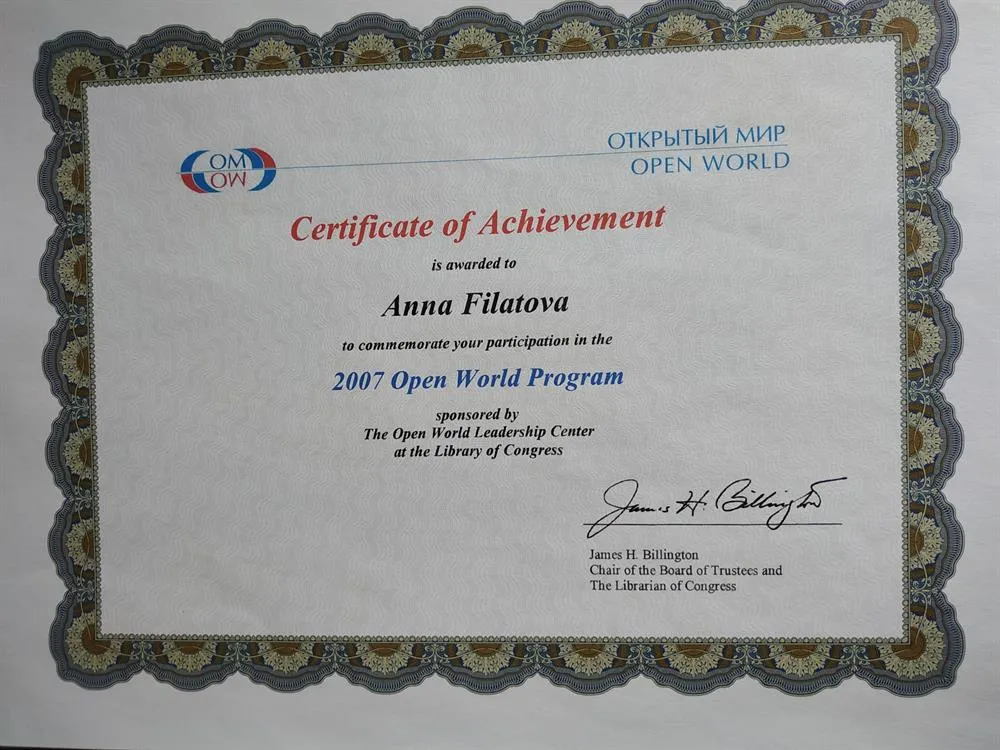 OM
OW
ОТКРЫТЫЙ МИР
OPEN WORLD
Certificate of Achievement
is awarded to
Anna Filatova
to commemorate your participation in the
2007 Open World Program
sponsored by
The Open World Leadership Center
at the Library of Congress
James H. Billington
James H. Billington
Chair of the Board of Trustees and
The Librarian of Congress